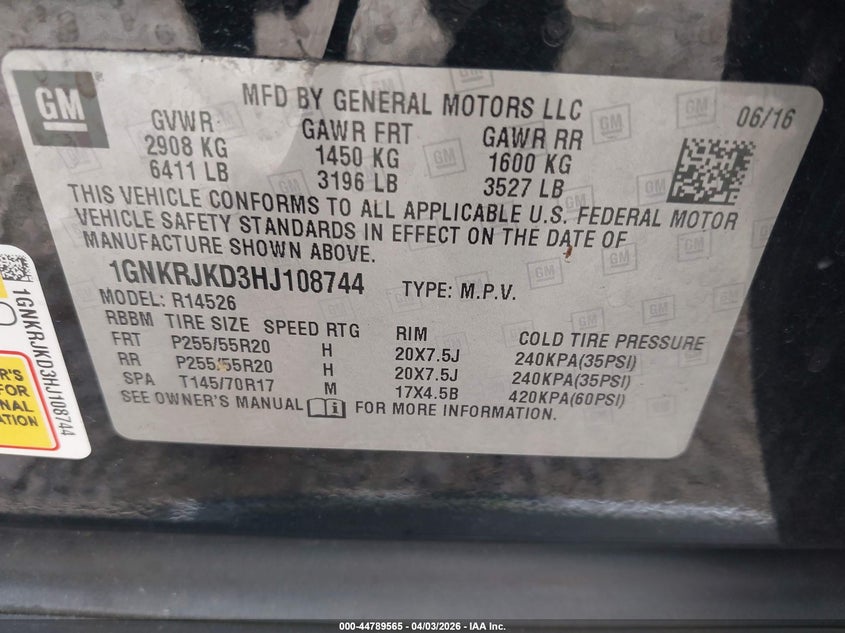 GM
MFD BY GENERAL MOTORS LLC
06/16
GVWR GAWR FRT GAWR RR
2908 KG 1450 KG 1600 KG
6411 LB 3196 LB 3527 LB
THIS VEHICLE CONFORMS TO ALL APPLICABLE U.S. FEDERAL MOTOR
VEHICLE SAFETY STANDARDS IN EFFECT ON THE DATE OF
MANUFACTURE SHOWN ABOVE.
1GNKRJKD3HJ108744 TYPE: M.P.V.
MODEL: R14526
RBBM TIRE SIZE SPEED RTG RIM COLD TIRE PRESSURE
FRT P255/55R20 H 20X7.5J 240KPA(35PSI)
RR P255/55R20 H 20X7.5J 240KPA(35PSI)
SPA T145/70R17 M 17X4.5B 420KPA(60PSI)
SEE OWNER'S MANUAL FOR MORE INFORMATION.
1GNKRJKD3HJ108744
ER'S
FOR
NAL
ATION
000-44789565 - 04/03/2026 - IAA Inc.